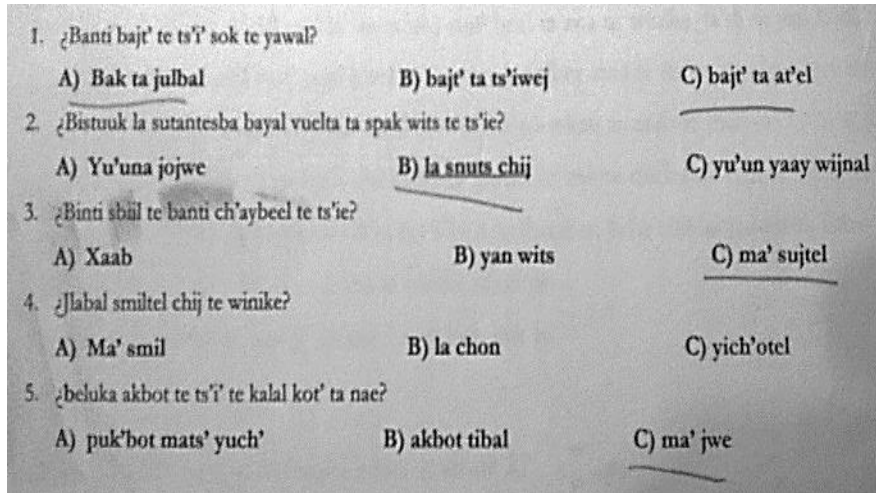 1. ¿Banti bajt' te ts'i' sok te yawal?
A) Bak ta julbal B) bajt' ta ts'iwej C) bajt' ta at'el
2. ¿Bistuuk la sutantesba bayal vuelta ta spak wits te ts'ie?
A) Yu'una jojwe B) la snuts chij C) yu'un yaay wijnal
3. ¿Binti sbiil te banti ch'aybeel te ts'ie?
A) Xaab B) yan wits C) ma' sujtel
4. ¿Jlabal smiltel chij te winike?
A) Ma' smil B) la chon C) yich'otel
5. ¿beluka akbot te ts'i' te kalal kot' ta nae?
A) puk'bot mats' yuch' B) akbot tibal C) ma' jwe